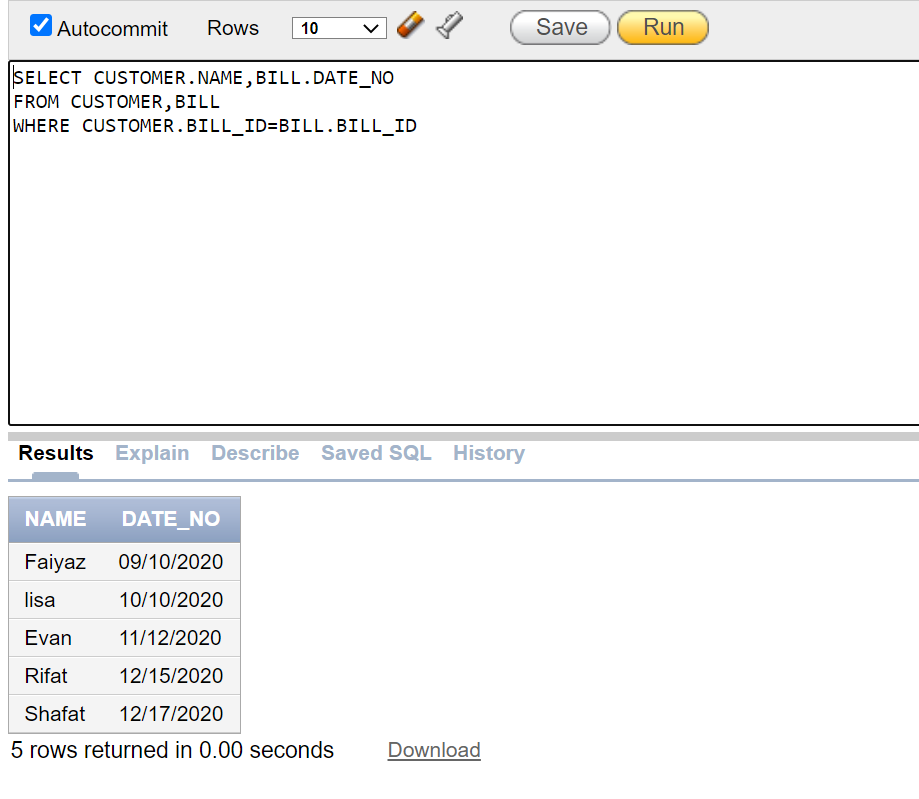 Autocommit Rows 10 Save Run
SELECT CUSTOMER.NAME,BILL.DATE_NO
FROM CUSTOMER,BILL
WHERE CUSTOMER.BILL_ID=BILL.BILL_ID
Results Explain Describe Saved SQL History
NAME DATE_NO
Faiyaz 09/10/2020
lisa 10/10/2020
Evan 11/12/2020
Rifat 12/15/2020
Shafat 12/17/2020
5 rows returned in 0.00 seconds Download